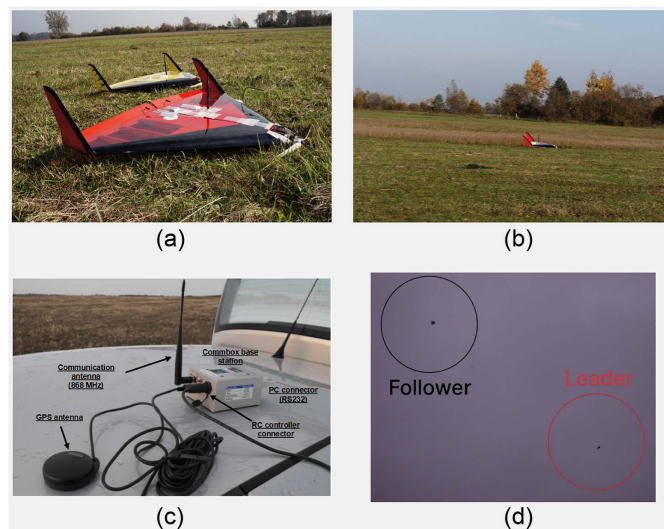 (a)
(b)
Communication
antenna
(868 MHz)
Commbox base
station
PC connector
(RS232)
RC controller
connector
GPS antenna
(c)
Follower
Leader
(d)